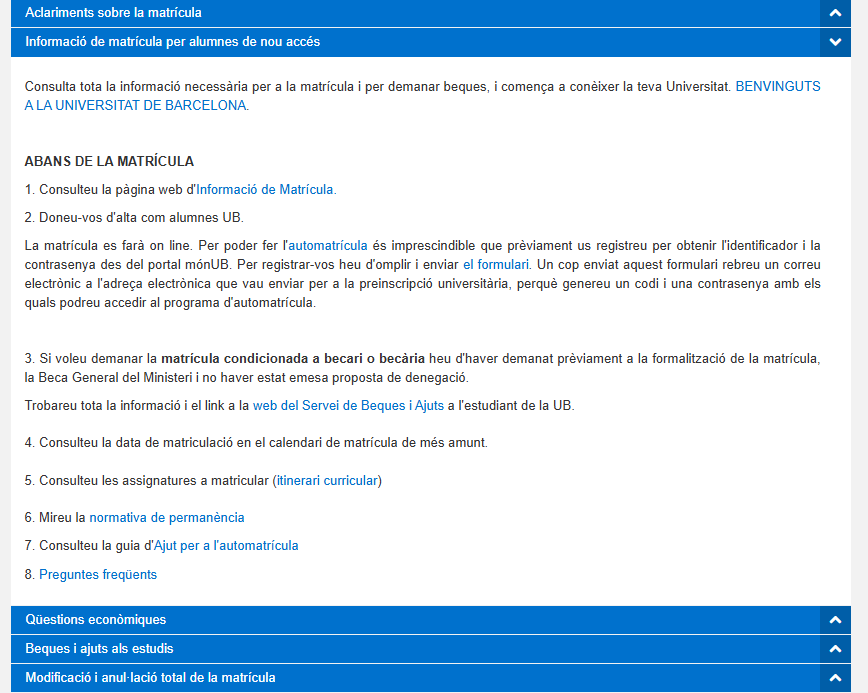 Aclariments sobre la matrícula
Informació de matrícula per alumnes de nou accés
Consulta tota la informació necessària per a la matrícula i per demanar beques, i comença a conèixer la teva Universitat. BENVINGUTS
A LA UNIVERSITAT DE BARCELONA.
ABANS DE LA MATRÍCULA
1. Consulteu la pàgina web d'Informació de Matrícula.
2. Doneu-vos d'alta com alumnes UB.
La matrícula es farà on line. Per poder fer l'automatrícula és imprescindible que prèviament us registreu per obtenir l'identificador i la
contrasenya des del portal mónUB. Per registrar-vos heu d'omplir i enviar el formulari. Un cop enviat aquest formulari rebreu un correu
electrònic a l'adreça electrònica que vau enviar per a la preinscripció universitària, perquè genereu un codi i una contrasenya amb els
quals podreu accedir al programa d'automatrícula.
3. Si voleu demanar la matrícula condicionada a becari o becària heu d'haver demanat prèviament a la formalització de la matrícula,
la Beca General del Ministeri i no haver estat emesa proposta de denegació.
Trobareu tota la informació i el link a la web del Servei de Beques i Ajuts a l'estudiant de la UB.
4. Consulteu la data de matriculació en el calendari de matrícula de més amunt.
5. Consulteu les assignatures a matricular (itinerari curricular)
6. Mireu la normativa de permanència
7. Consulteu la guia d'Ajut per a l'automatrícula
8. Preguntes freqüents
Qüestions econòmiques
Beques i ajuts als estudis
Modificació i anul·lació total de la matrícula